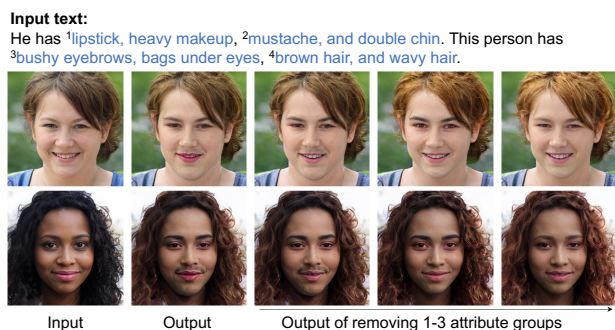 Input text:
He has ¹lipstick, heavy makeup, ²mustache, and double chin. This person has
³bushy eyebrows, bags under eyes, ⁴brown hair, and wavy hair.
Input Output Output of removing 1-3 attribute groups